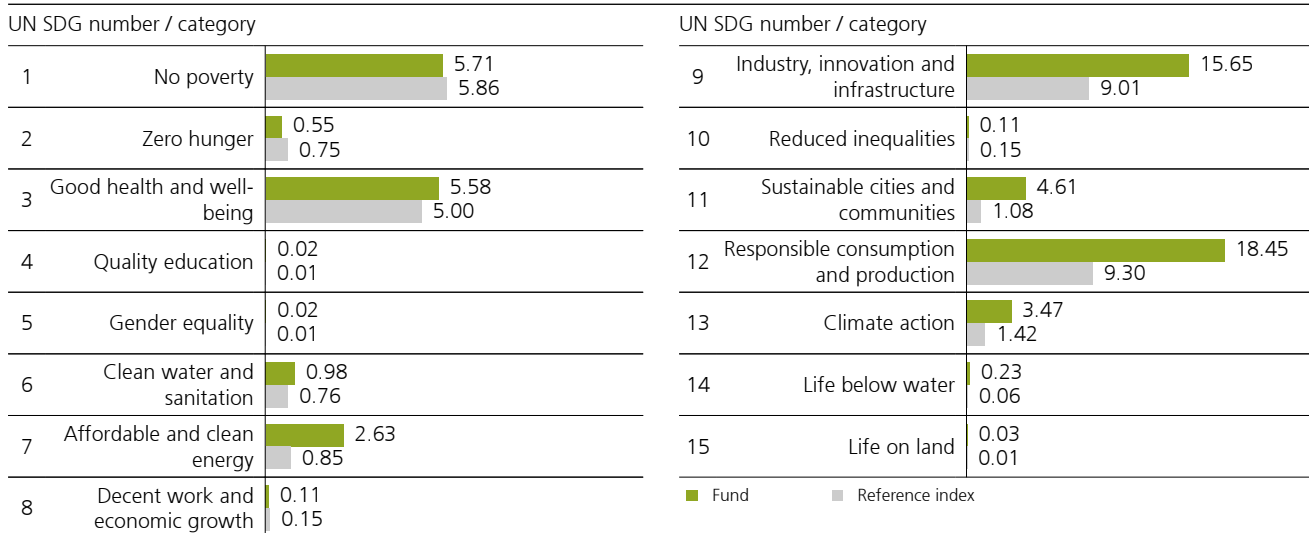 UN SDG number / category
1 No poverty 5.71
5.86
2 Zero hunger 0.55
0.75
3 Good health and well-
being 5.58
5.00
4 Quality education 0.02
0.01
5 Gender equality 0.02
0.01
6 Clean water and
sanitation 0.98
0.76
7 Affordable and clean
energy 2.63
0.85
8 Decent work and
economic growth 0.11
0.15
UN SDG number / category
9 Industry, innovation and
infrastructure 15.65
9.01
10 Reduced inequalities 0.11
0.15
11 Sustainable cities and
communities 4.61
1.08
12 Responsible consumption
and production 18.45
9.30
13 Climate action 3.47
1.42
14 Life below water 0.23
0.06
15 Life on land 0.03
0.01
Fund Reference index